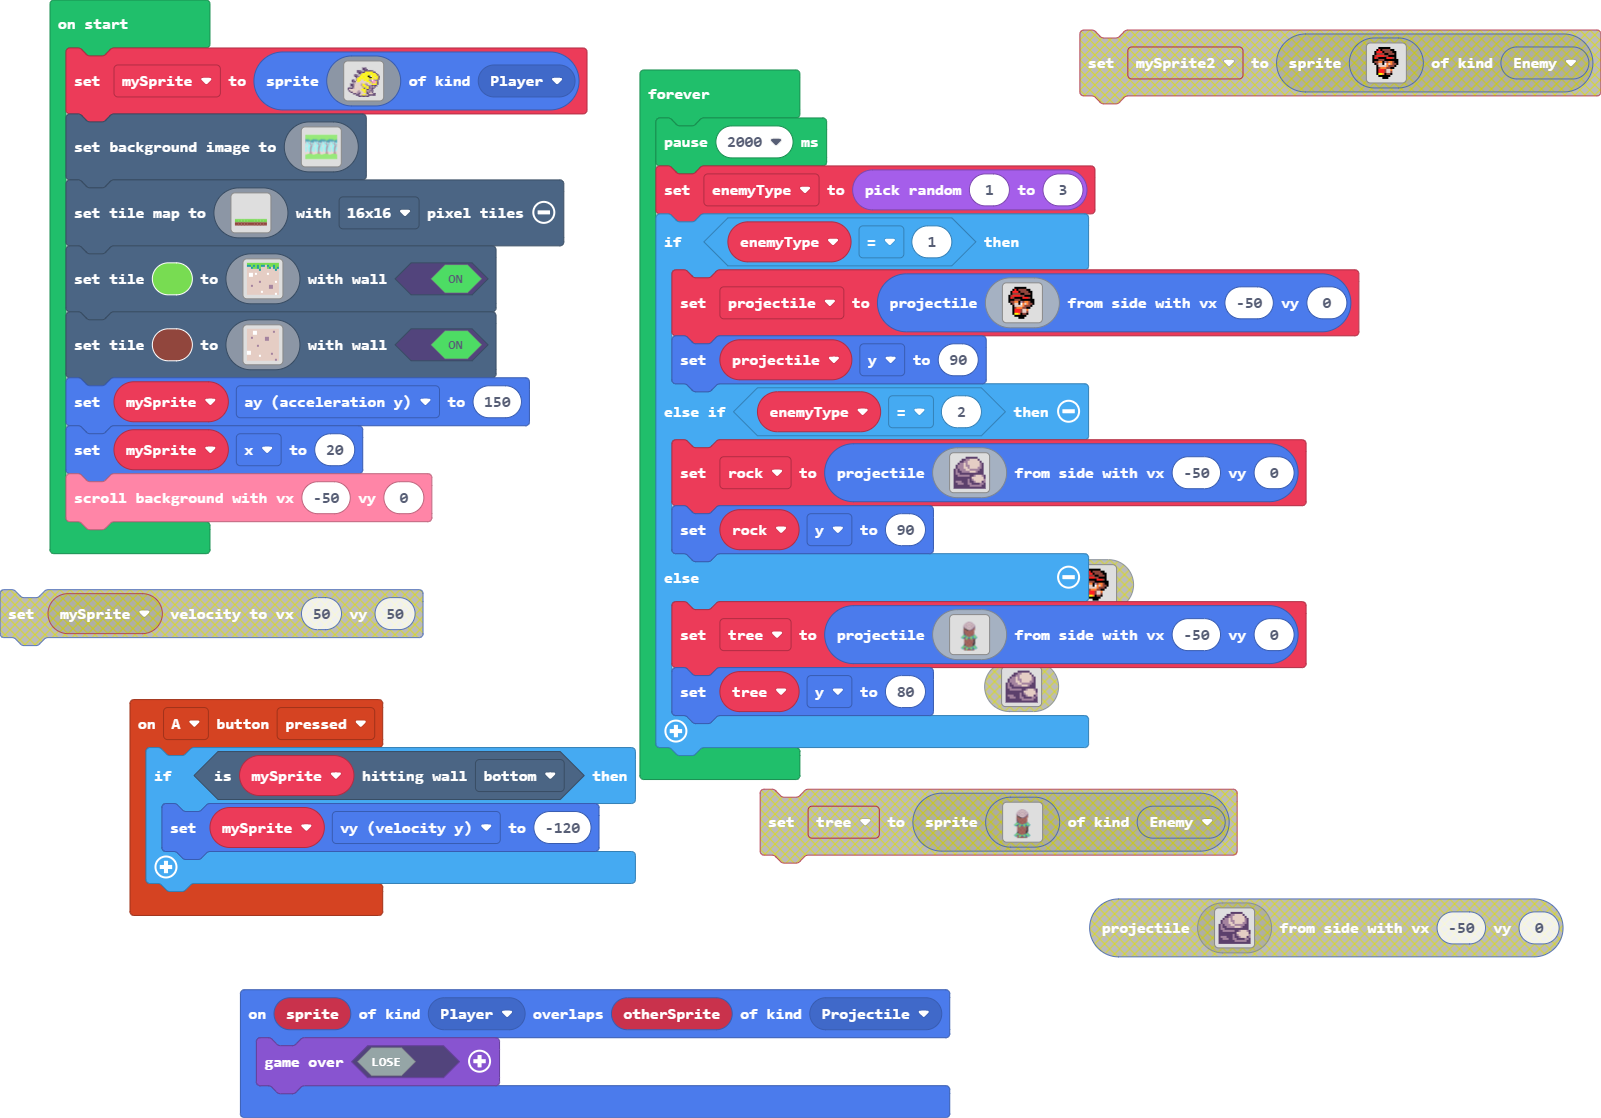 on start
set mySprite to sprite of kind Player
set background image to
set tile map to with 16x16 pixel tiles
set tile to with wall ON
set tile to with wall ON
set mySprite ay (acceleration y) to 150
set mySprite x to 20
scroll background with vx -50 vy 0
set mySprite velocity to vx 50 vy 50
on A button pressed
if is mySprite hitting wall bottom then
set mySprite vy (velocity y) to -120
forever
pause 2000 ms
set enemyType to pick random 1 to 3
if enemyType = 1 then
set projectile to projectile from side with vx -50 vy 0
set projectile y to 90
else if enemyType = 2 then
set rock to projectile from side with vx -50 vy 0
set rock y to 90
else
set tree to projectile from side with vx -50 vy 0
set tree y to 80
set mySprite2 to sprite of kind Enemy
set tree to sprite of kind Enemy
projectile from side with vx -50 vy 0
on sprite of kind Player overlaps otherSprite of kind Projectile
game over LOSE